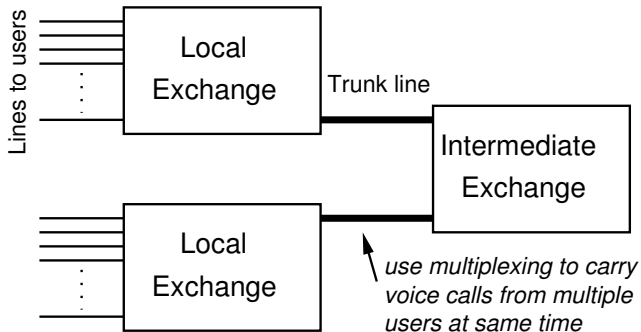 Lines to users
Local
Exchange
Trunk line
Intermediate
Exchange
Local
Exchange
use multiplexing to carry
voice calls from multiple
users at same time